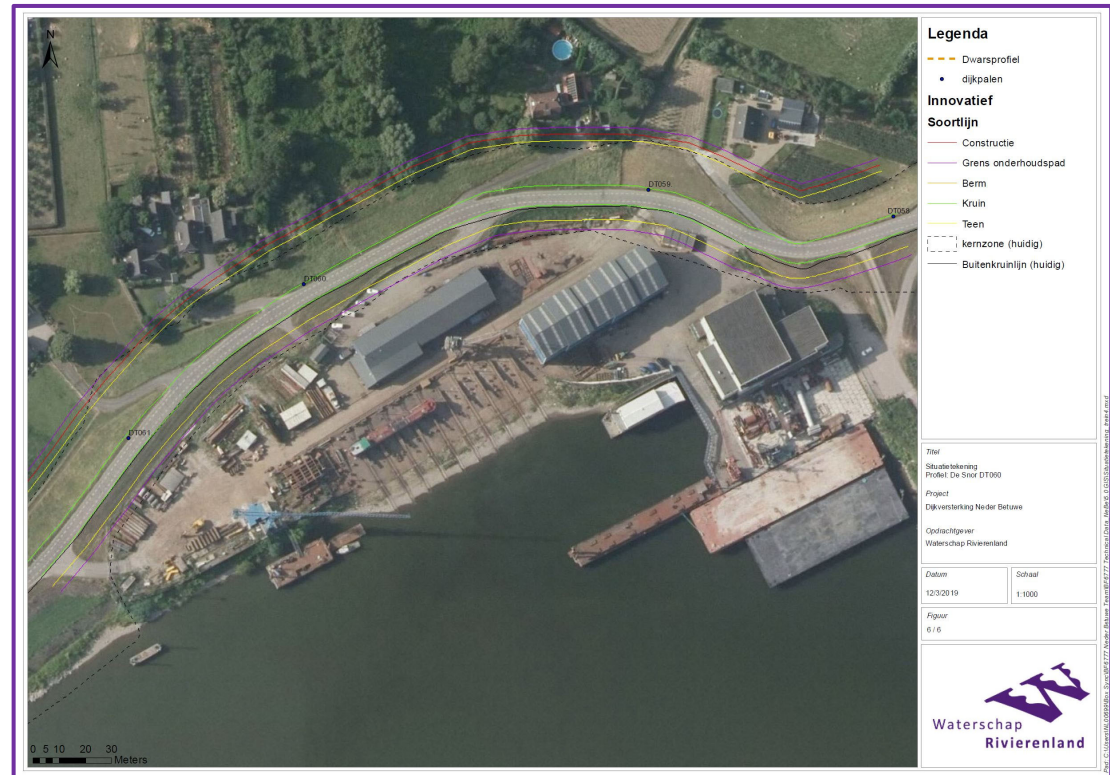 N
DT059
DT058
DT060
DT061
0 5 10 20 30
Meters
Legenda
Dwarsprofiel
dijkpalen
Innovatief
Soortlijn
Constructie
Grens onderhoudspad
Berm
Kruin
Teen
kernzone (huidig)
Buitenkruinlijn (huidig)
Titel
Situatietekening
Profiel: De Snor DT060
Project
Dijkversterking Neder Betuwe
Opdrachtgever
Waterschap Rivierenland
Datum
Schaal
12/3/2019
1:1000
Figuur
6 / 6
Waterschap
Rivierenland